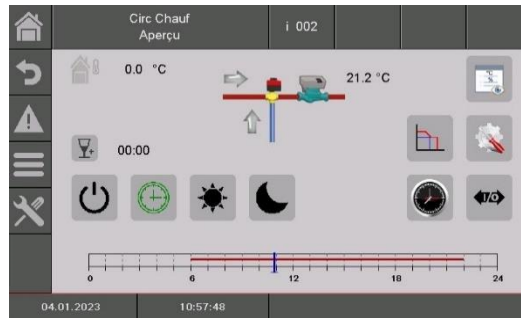 Circ Chauf
Aperçu
i 002
0.0 °C
21.2 °C
00:00
I/O
0 6 12 18 24
04.01.2023 10:57:48